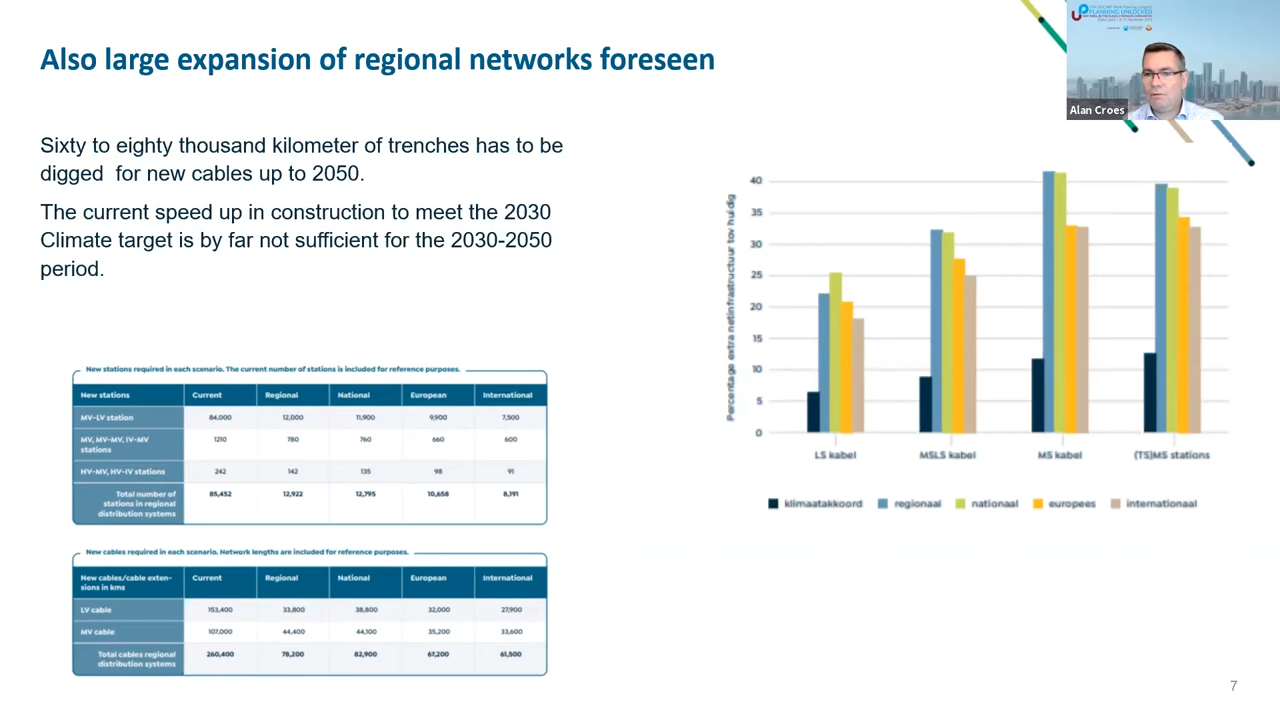 Also large expansion of regional networks foreseen
PLANNING UNLOCKED
Alan Croes
Sixty to eighty thousand kilometer of trenches has to be
digged for new cables up to 2050.
The current speed up in construction to meet the 2030
Climate target is by far not sufficient for the 2030-2050
period.
New stations required in each scenario. The current number of stations is included for reference purposes.
New stations Current Regional National European International
MV-LV station 84,000 12,000 11,900 9,900 7,500
MV, MV-MV, IV-MV 1210 780 760 660 600
stations
HV-MV, HV-IV stations 242 142 135 98 91
Total number of 85,452 12,922 12,795 10,658 8,191
stations in regional
distribution systems
New cables required in each scenario. Network lengths are included for reference purposes.
New cables/cable exten- Current Regional National European International
sions in kms
LV cable 153,400 33,800 38,800 32,000 27,900
MV cable 107,000 44,400 44,100 35,200 33,600
Total cables regional 260,400 78,200 82,900 67,200 61,500
distribution systems
Percentage extra netinfrastructuur tov huidig
40
35
30
25
20
15
10
5
0
LS kabel MSLS kabel MS kabel (TS)MS stations
klimaatakkoord regionaal nationaal europees internationaal
7